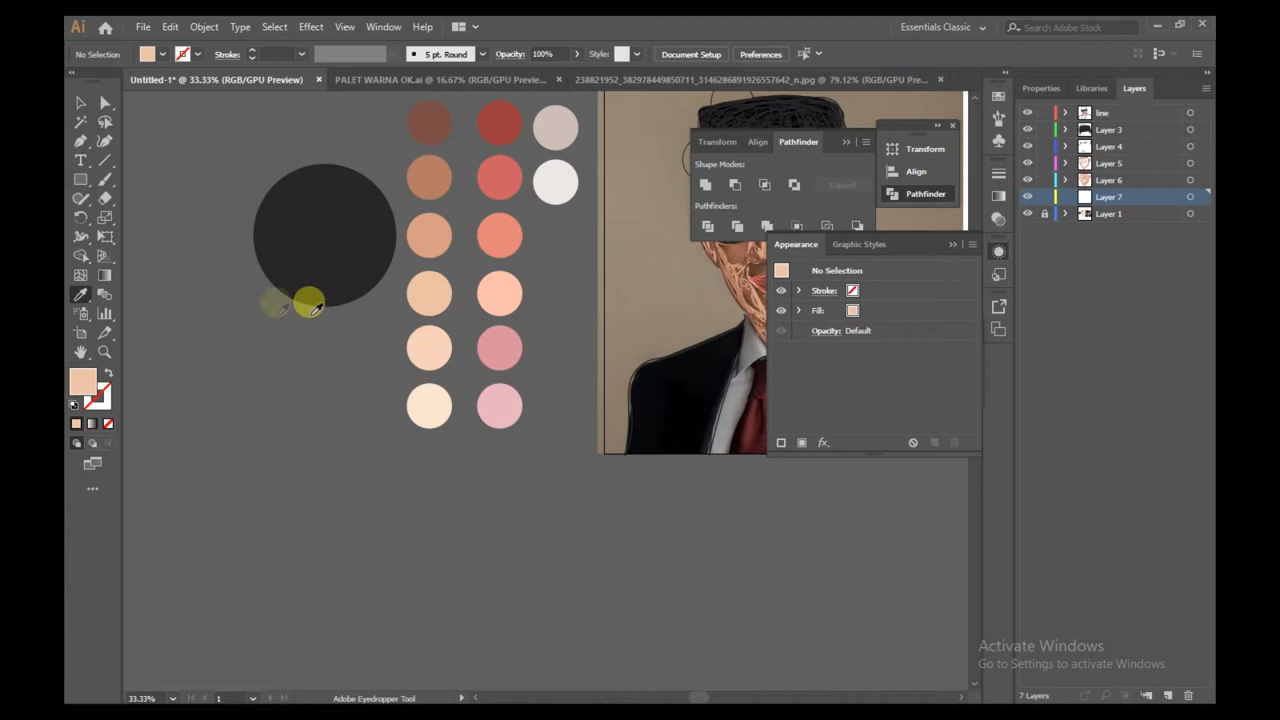 Ai File Edit Object Type Select Effect View Window Help Essentials Classic Search Adobe Stock
No Selection Stroke: 5 pt. Round Opacity: 100% Style: Document Setup Preferences
Untitled-1* @ 33.33% (RGB/GPU Preview) × PALET WARNA OK.ai @ 16.67% (RGB/GPU Previe... × 238821952_382978449850711_3146286891926557642_n.jpg @ 79.12% (RGB/GPU Pre... ×
Properties Libraries Layers
line
Layer 3
Layer 4
Layer 5
Layer 6
Layer 7
Layer 1
Transform Align Pathfinder
Shape Modes:
Expand
Pathfinders:
Transform
Align
Pathfinder
Appearance Graphic Styles
No Selection
Stroke:
Fill:
Opacity: Default
fx
Activate Windows
Go to Settings to activate Windows.
33.33% 1 Adobe Eyedropper Tool 7 Layers